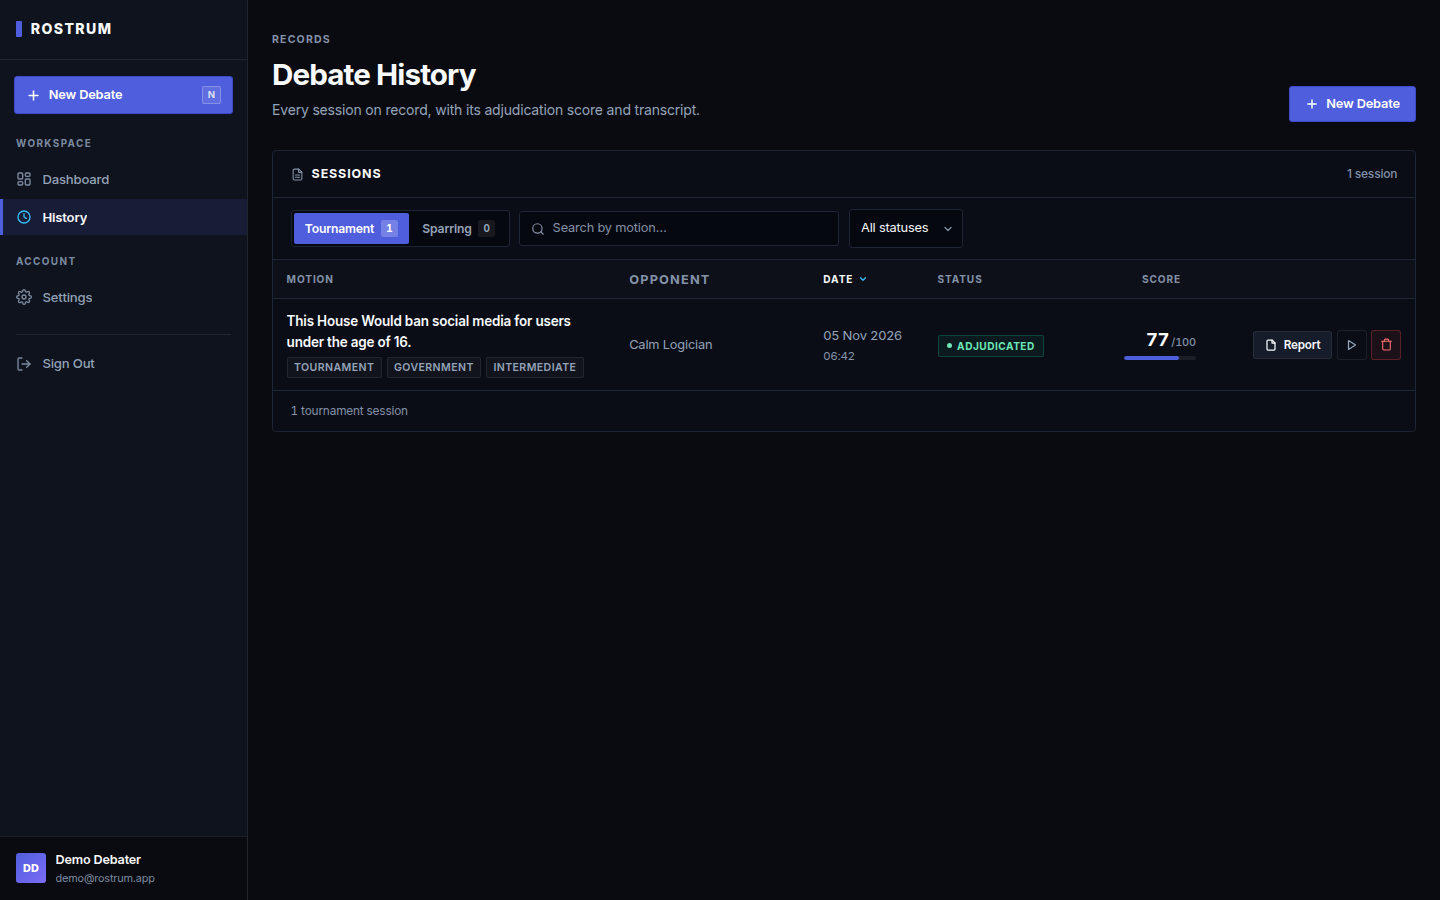 ROSTRUM
New Debate N
WORKSPACE
Dashboard
History
ACCOUNT
Settings
Sign Out
DD
Demo Debater
demo@rostrum.app
RECORDS
Debate History
Every session on record, with its adjudication score and transcript.
New Debate
SESSIONS
1 session
Tournament 1 Sparring 0 Search by motion... All statuses
MOTION OPPONENT DATE STATUS SCORE
This House Would ban social media for users
under the age of 16.
TOURNAMENT GOVERNMENT INTERMEDIATE
Calm Logician
05 Nov 2026
06:42
ADJUDICATED
77 /100
Report
1 tournament session